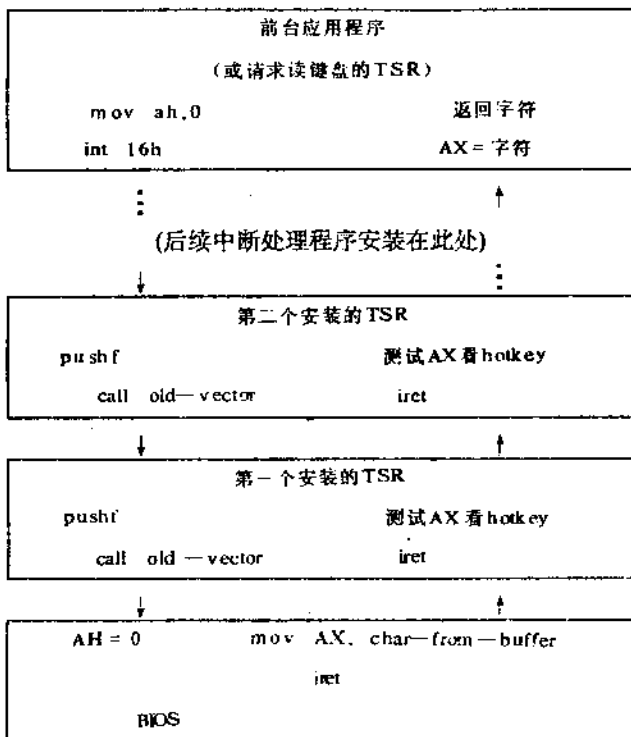 前台应用程序
(或请求读键盘的TSR)
mov ah,0 返回字符
int 16h AX=字符
(后续中断处理程序安装在此处)
第二个安装的TSR
pushf 测试AX看hotkey
call old—vector iret
第一个安装的TSR
pushf 测试AX看hotkey
call old—vector iret
AH=0 mov AX, char—from—buffer
iret
BIOS